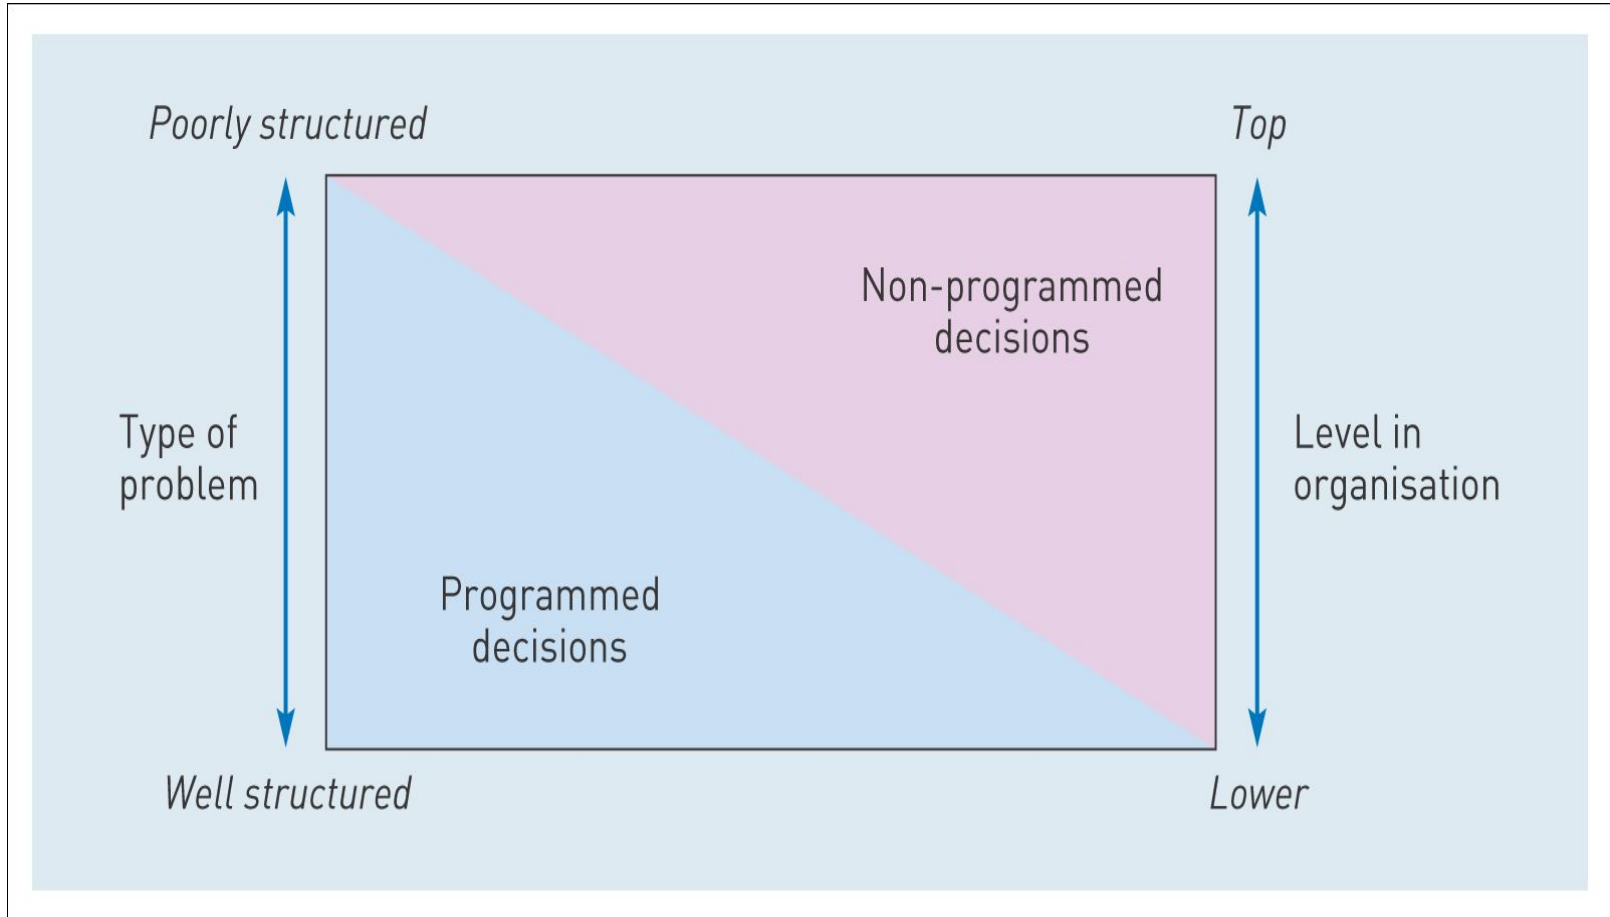 Poorly structured
Top
Non-programmed
decisions
Type of
problem
Level in
organisation
Programmed
decisions
Well structured
Lower